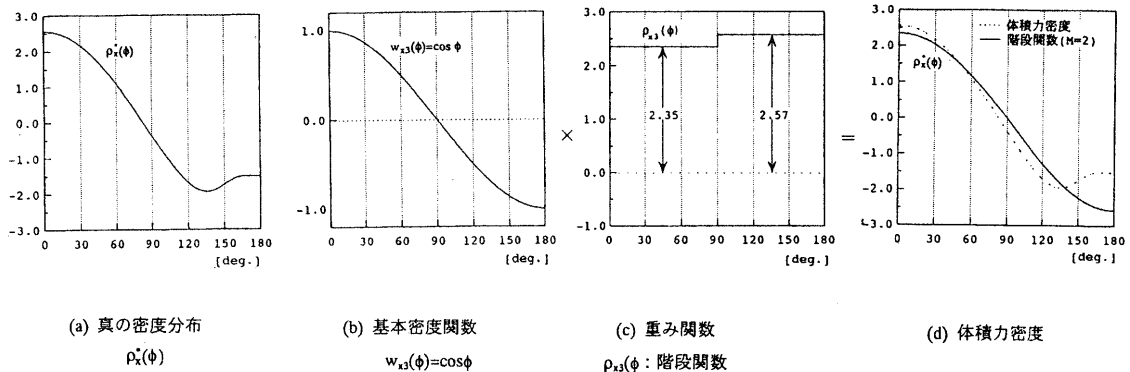 3.0
2.0
1.0
0.0
-1.0
-2.0
-3.0
ρ*x(φ)
0 30 60 90 120 150 180
[deg.]
1.0
0.0
-1.0
wx3(φ)=cos φ
0 30 60 90 120 150 180
[deg.]
×
3.0
2.0
1.0
0.0
-1.0
ρx3(φ)
2.35
2.57
0 30 60 90 120 150 180
[deg.]
=
3.0
2.0
1.0
0.0
-1.0
-2.0
-3.0
体積力密度
階段関数(M=2)
ρ*x(φ)
0 30 60 90 120 150 180
[deg.]
(a) 真の密度分布
ρ*x(φ)
(b) 基本密度関数
wx3(φ)=cosφ
(c) 重み関数
ρx3(φ : 階段関数
(d) 体積力密度